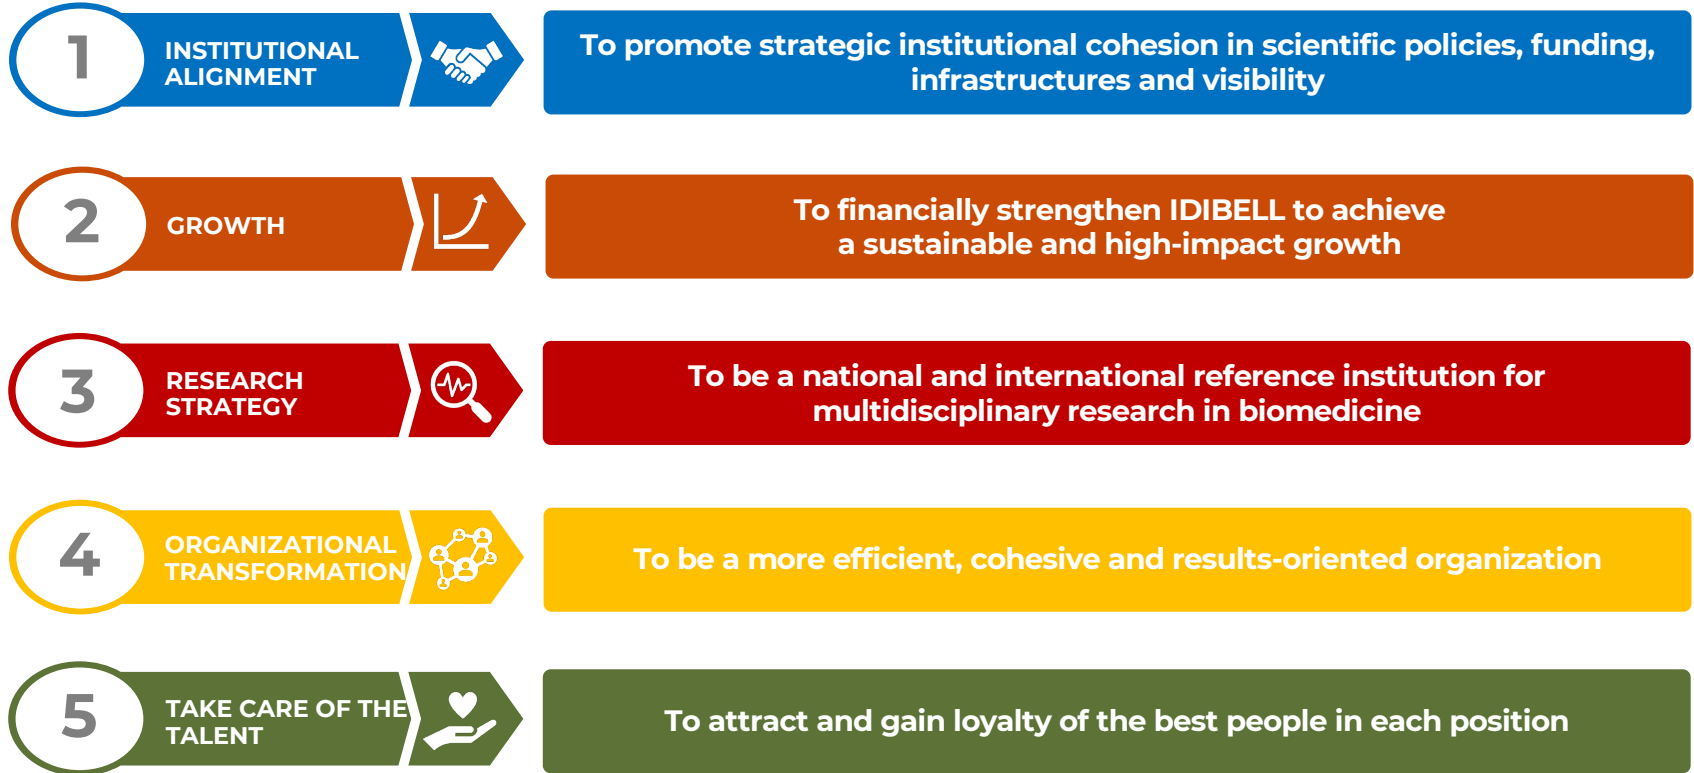 1
INSTITUTIONAL
ALIGNMENT
To promote strategic institutional cohesion in scientific policies, funding,
infrastructures and visibility
2
GROWTH
To financially strengthen IDIBELL to achieve
a sustainable and high-impact growth
3
RESEARCH
STRATEGY
To be a national and international reference institution for
multidisciplinary research in biomedicine
4
ORGANIZATIONAL
TRANSFORMATION
To be a more efficient, cohesive and results-oriented organization
5
TAKE CARE OF THE
TALENT
To attract and gain loyalty of the best people in each position